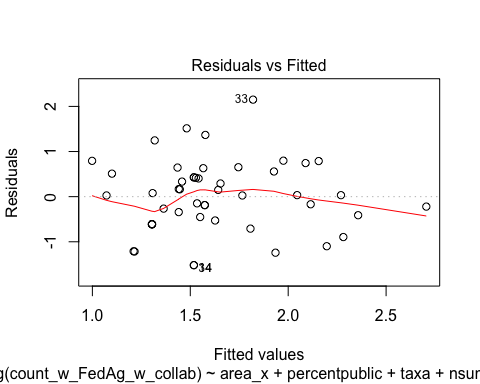 Residuals vs Fitted
33
2
1
0
-1
Residuals
34
1.0 1.5 2.0 2.5
Fitted values
g(count_w_FedAg_w_collab) ~ area_x + percentpublic + taxa + nsur